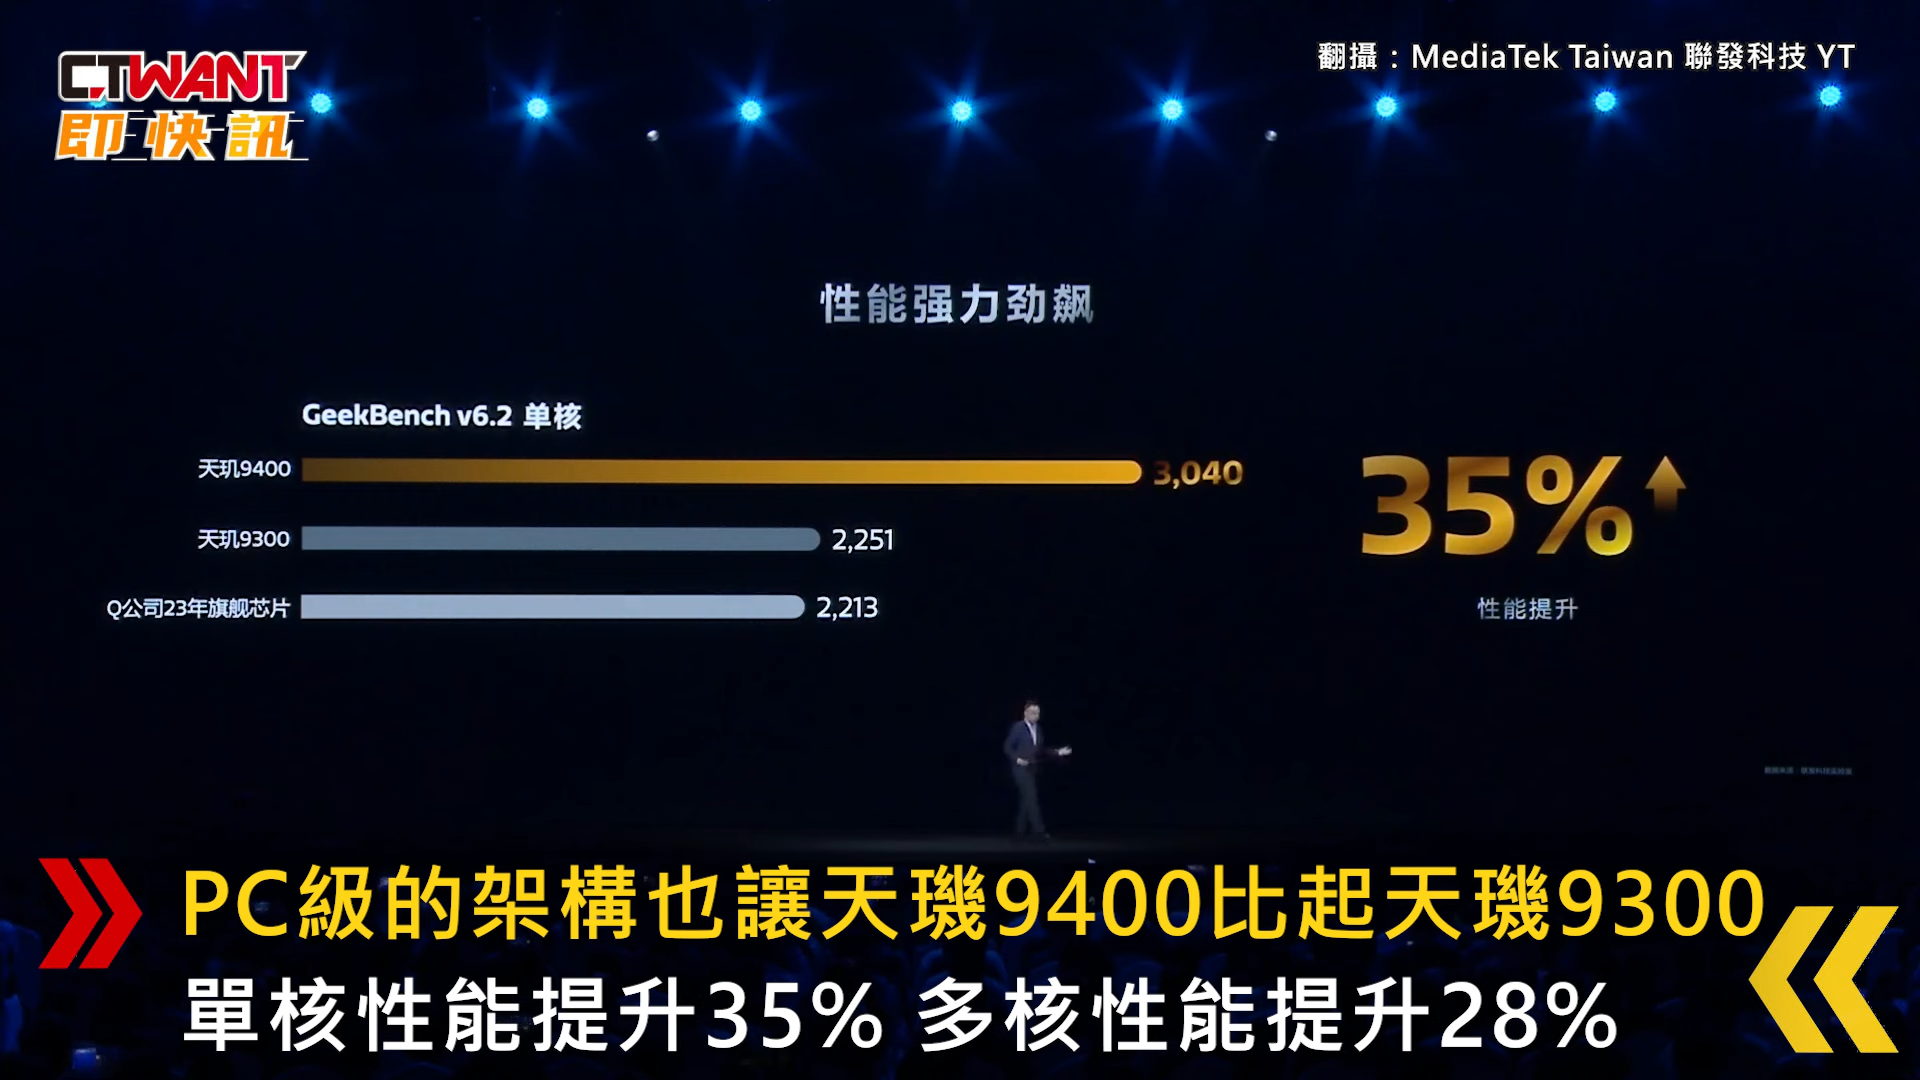 CTWANT
即快訊
翻攝：MediaTek Taiwan 聯發科技 YT
性能强力劲飙
GeekBench v6.2 单核
天玑9400 3,040
天玑9300 2,251
Q公司23年旗舰芯片 2,213
35%
性能提升
PC級的架構也讓天璣9400比起天璣9300
單核性能提升35% 多核性能提升28%